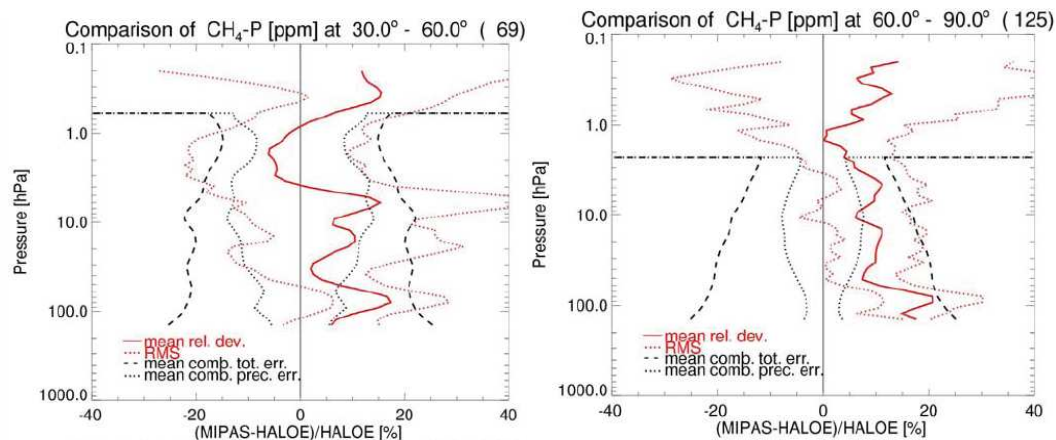 Comparison of CH₄-P [ppm] at 30.0° - 60.0° ( 69)
0.1
1.0
10.0
100.0
1000.0
Pressure [hPa]
mean rel. dev.
RMS
mean comb. tot. err.
mean comb. prec. err.
-40 -20 0 20 40
(MIPAS-HALOE)/HALOE [%]
Comparison of CH₄-P [ppm] at 60.0° - 90.0° (125)
0.1
1.0
10.0
100.0
1000.0
Pressure [hPa]
mean rel. dev.
RMS
mean comb. tot. err.
mean comb. prec. err.
-40 -20 0 20 40
(MIPAS-HALOE)/HALOE [%]